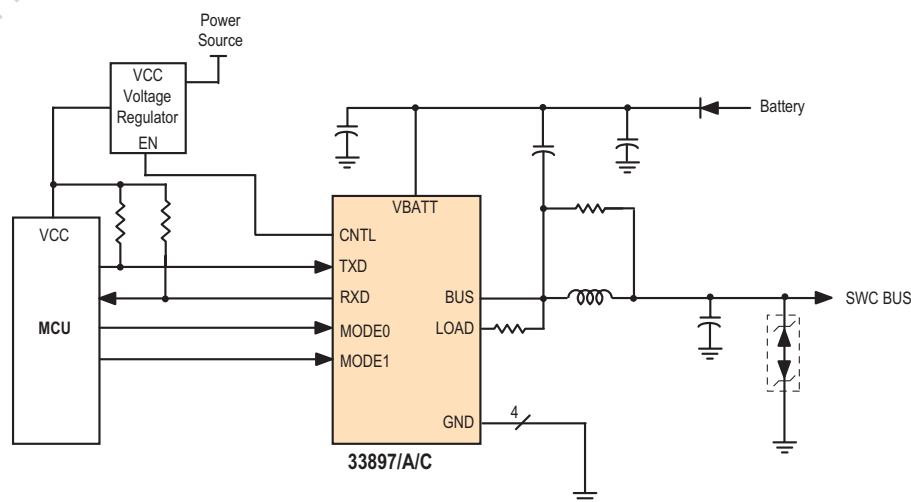 Power
Source
VCC
Voltage
Regulator
EN
Battery
VBATT
VCC
CNTL
TXD
RXD
BUS
SWC BUS
MCU
MODE0
LOAD
MODE1
4
GND
33897/A/C